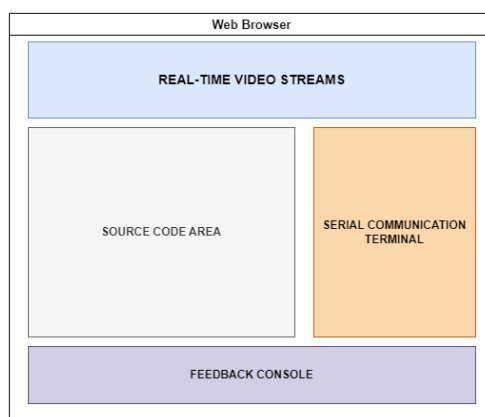 Web Browser
REAL-TIME VIDEO STREAMS
SOURCE CODE AREA
SERIAL COMMUNICATION
TERMINAL
FEEDBACK CONSOLE